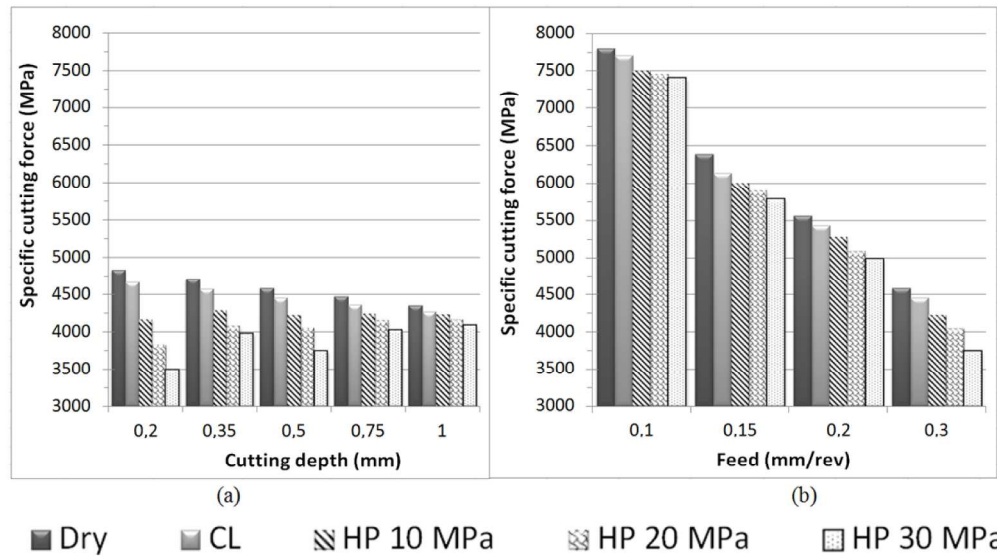 8000
7500
7000
6500
6000
5500
5000
4500
4000
3500
3000
Specific cutting force (MPa)
0,2 0,35 0,5 0,75 1
Cutting depth (mm)
(a)
8000
7500
7000
6500
6000
5500
5000
4500
4000
3500
3000
Specific cutting force (MPa)
0,1 0,15 0,2 0,3
Feed (mm/rev)
(b)
Dry CL HP 10 MPa HP 20 MPa HP 30 MPa